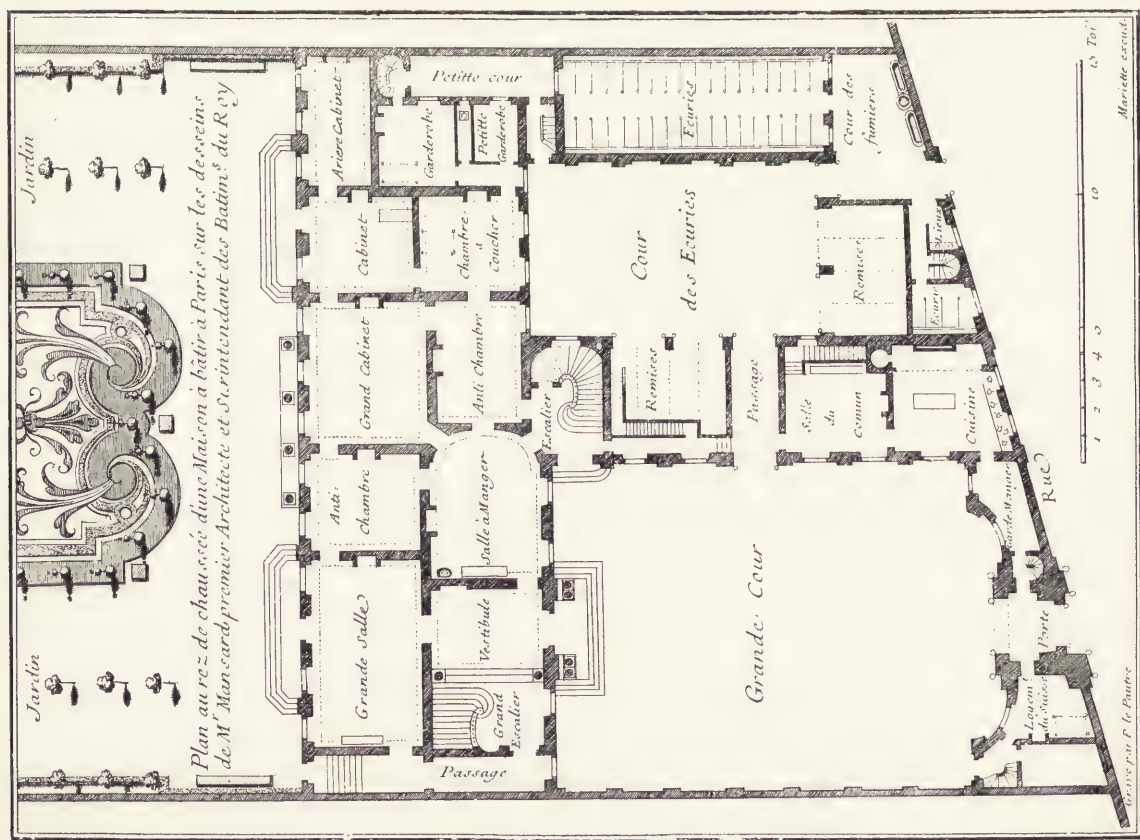 Plan au rez de chaussée d'une Maison à bâtir à Paris sur les desseins
de Mr. Mansard premier Architecte et Surintendant des Batimts. du Roy
Jardin
Jardin
Ariere Cabinet
Petitte cour
Garderobe
Petitte
Garderobe
Ecuries
Cour des
fumiers
Cabinet
Chambre
à
Coucher
Cour
des Ecuries
Remises
Lieux
Ecurie
Grand Cabinet
Anti chambre
Escalier
Remises
Passage
Salle
du
Comun
Cuisine
Anti-
Chambre
Salle à Manger
Garde Manger
Rue
Grande Salle
Vestibule
Grand
Escalier
Passage
Grande Cour
Porte
Logemt.
du Suisse
1 2 3 4 5 10 15 Toi.
Gravé par P. le Pautre
Mariette excud.